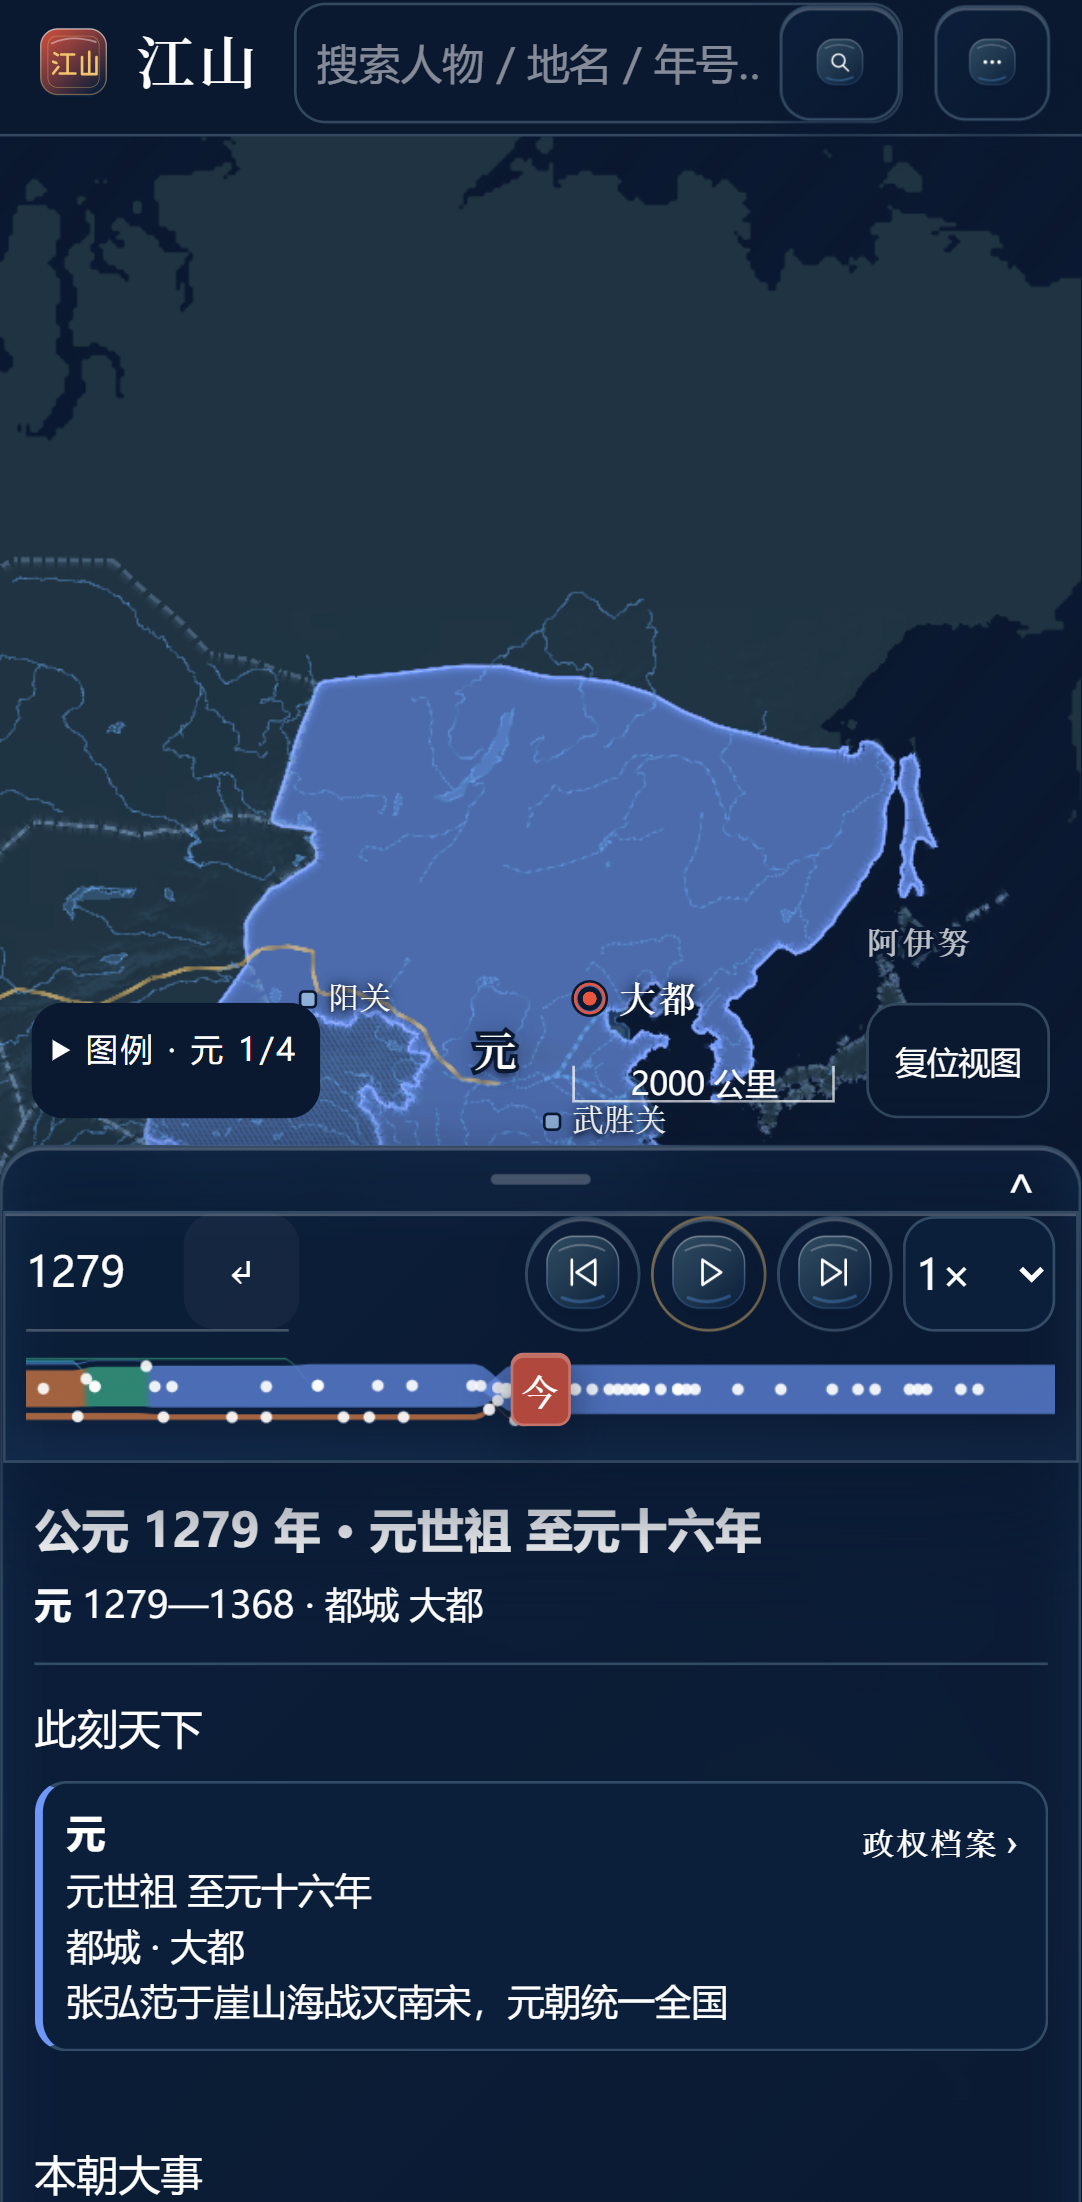 江山
江山
搜索人物 / 地名 / 年号..
阿伊努
阳关
大都
图例 · 元 1/4
元
2000 公里
复位视图
武胜关
1279
1×
今
公元 1279 年 • 元世祖 至元十六年
元 1279—1368 · 都城 大都
此刻天下
元
政权档案 ›
元世祖 至元十六年
都城 · 大都
张弘范于崖山海战灭南宋，元朝统一全国
本朝大事